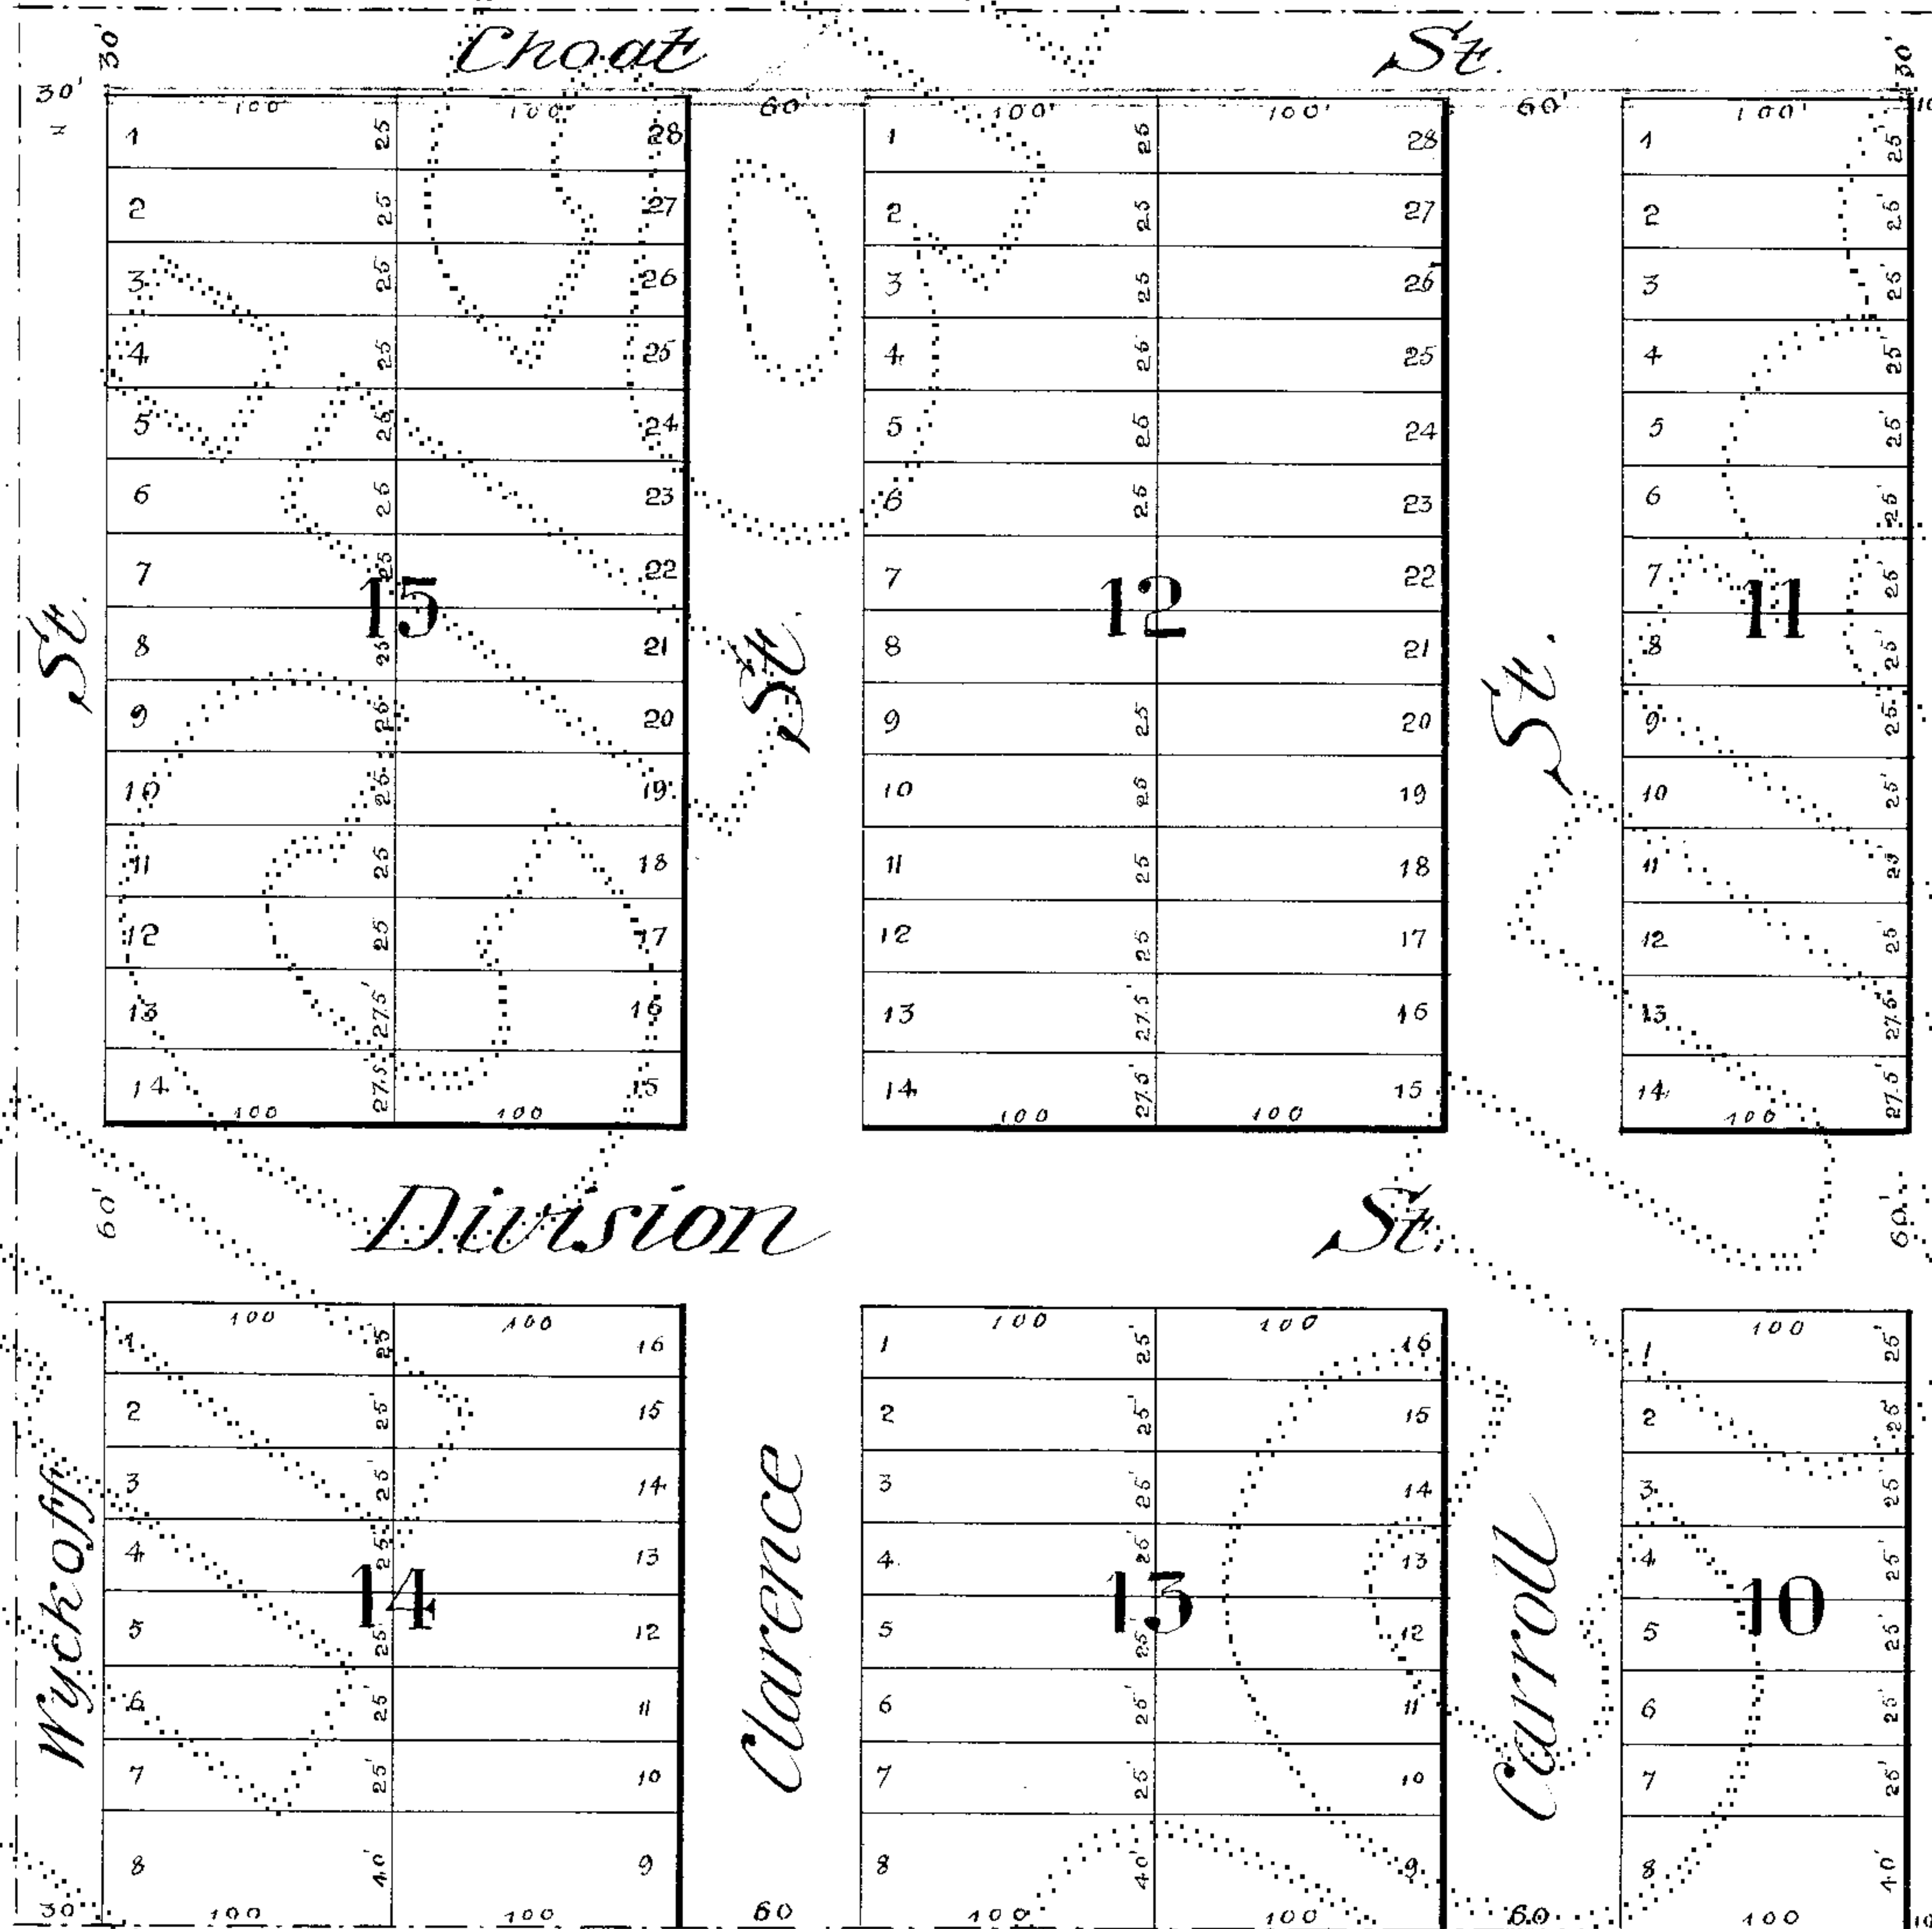 Choat St.
30' 30' 60' 60' 30'
100' 100' 100' 100' 100'
1 25 28 1 25 28 1 25'
2 25 27 2 25 27 2 25'
3 25 26 3 25 26 3 25'
4 25 25 4 25 25 4 25'
5 25 24 5 25 24 5 25'
6 25 23 6 25 23 6 25'
7 25 22 7 22 7 25'
15 12 11
St. St. St.
8 25 21 8 21 8 25'
9 25 20 9 25 20 9 25'
10 25 19 10 25 19 10 25'
11 25 18 11 25 18 11 25'
12 25 17 12 25 17 12 25'
13 27.5' 16 13 27.5' 16 13 27.5'
14 27.5' 15 14 27.5' 15 14 27.5'
100 100 100 100 100
60' Division St. 60'
100 100 100 100 100
1 25' 16 1 25' 16 1 25'
2 25' 15 2 25' 15 2 25'
3 25' 14 3 25' 14 3 25'
4 25' 13 4 25' 13 4 25'
14 13 10
5 25' 12 5 25' 12 5 25'
6 25' 11 6 25' 11 6 25'
7 25' 10 7 25' 10 7 25'
8 40' 9 8 40' 9 8 40'
Wyckoff Clarence Carroll
30 100 100 60 100 100 60 100